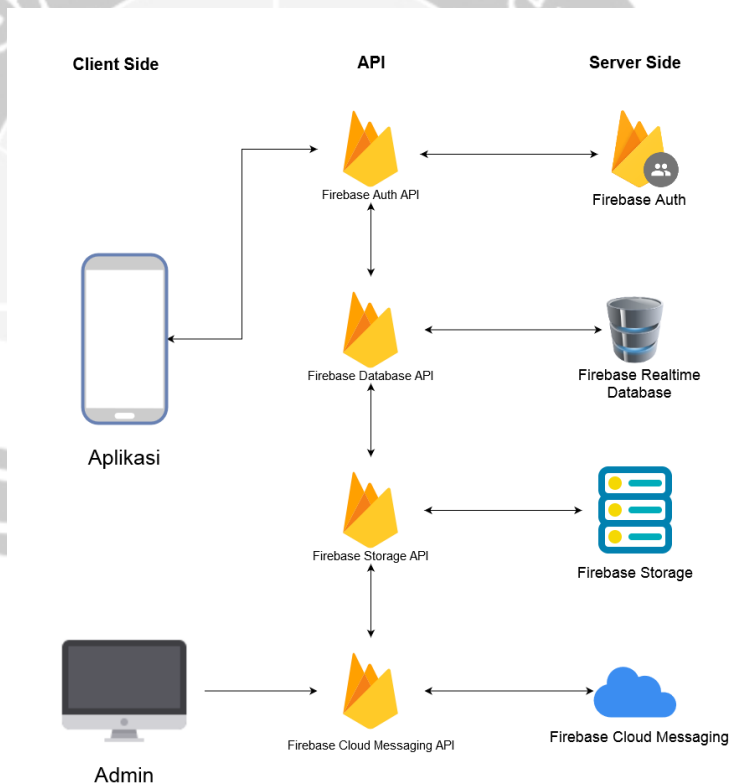 Client Side
API
Server Side
Firebase Auth API
Firebase Auth
Firebase Database API
Firebase Realtime
Database
Aplikasi
Firebase Storage API
Firebase Storage
Firebase Cloud Messaging API
Firebase Cloud Messaging
Admin